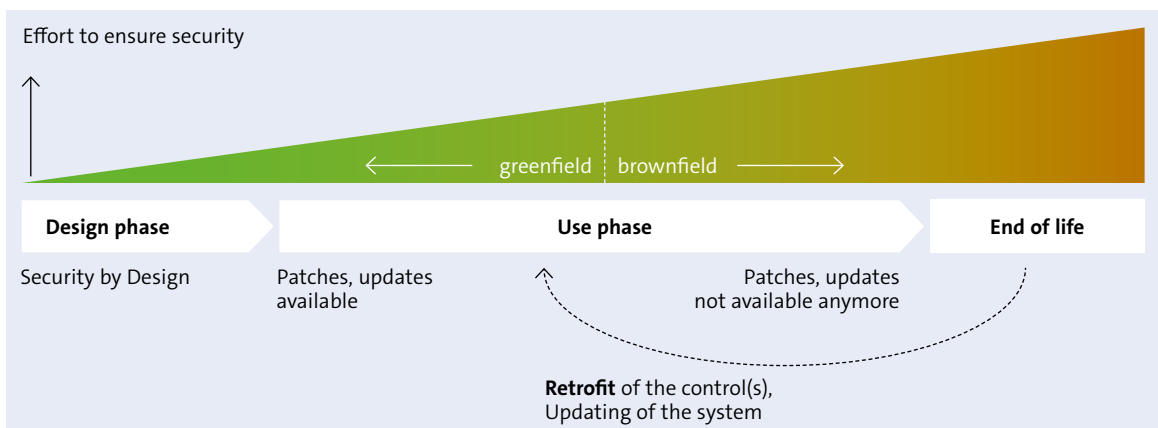 Effort to ensure security
greenfield
brownfield
Design phase
Use phase
End of life
Security by Design
Patches, updates
available
Patches, updates
not available anymore
Retrofit of the control(s),
Updating of the system